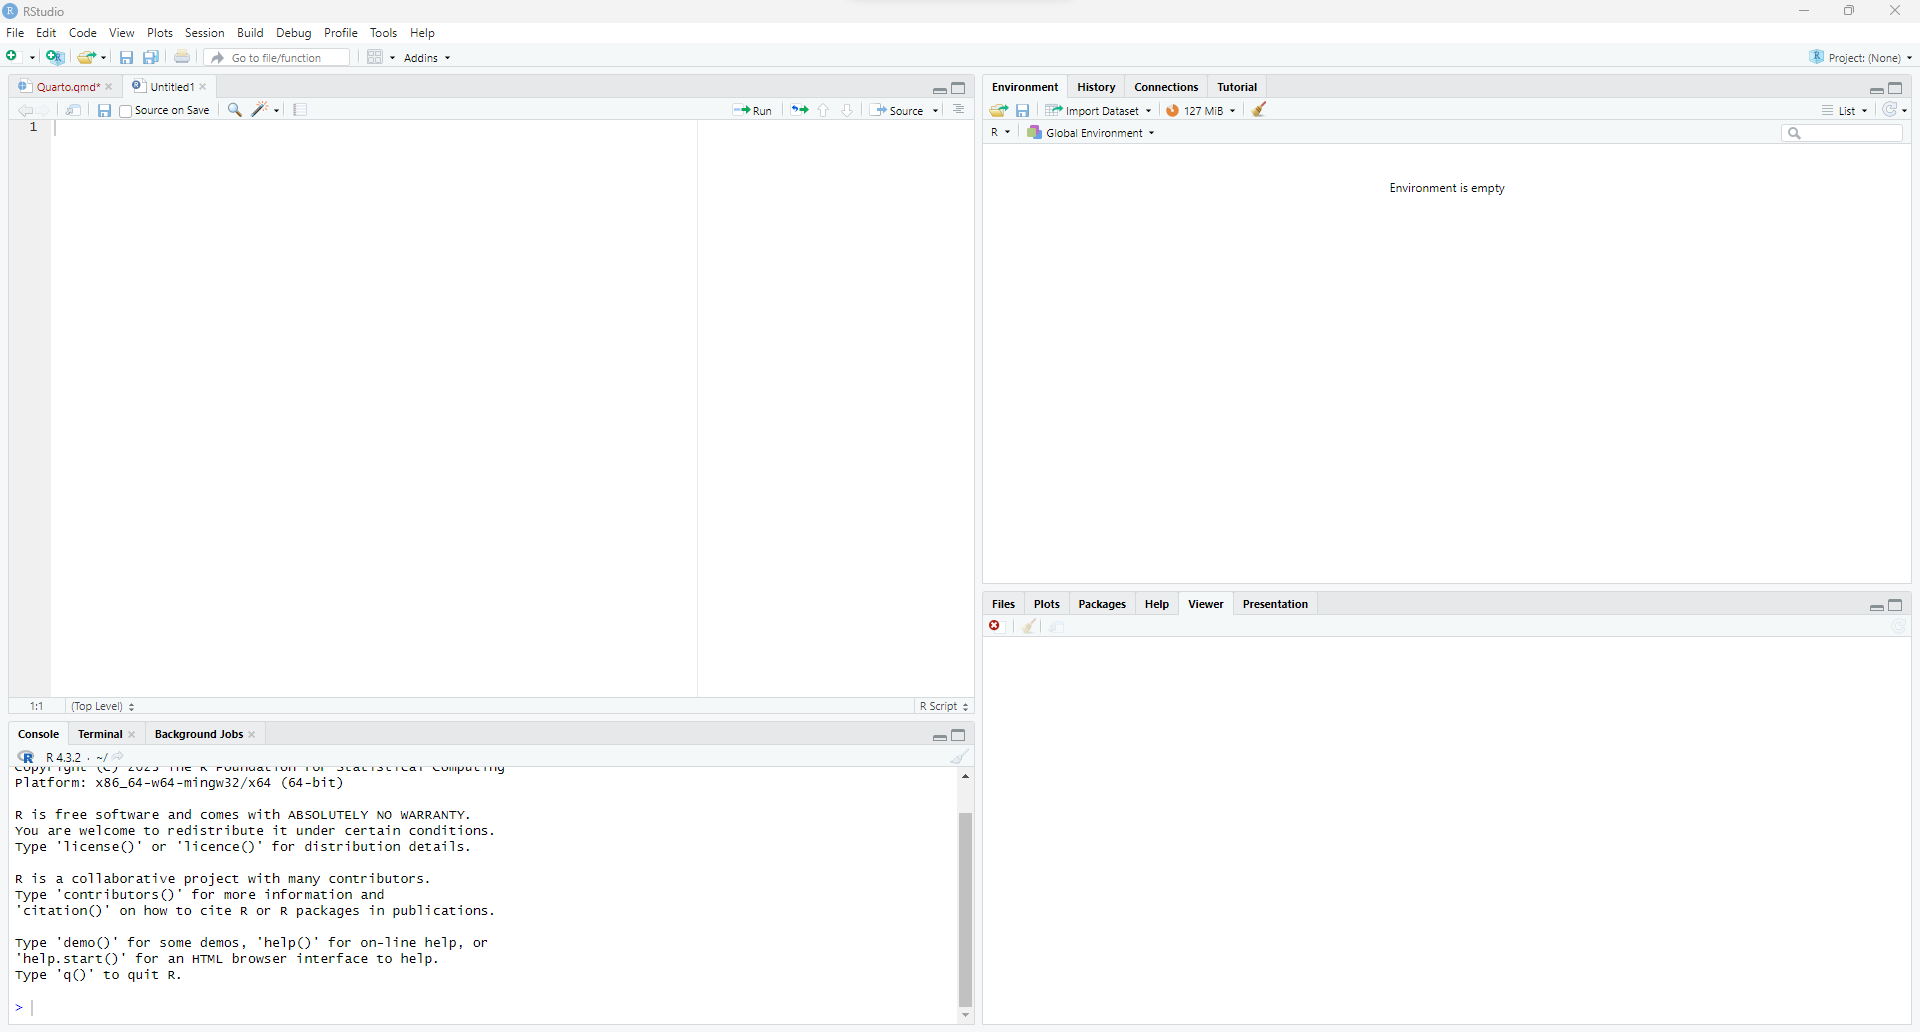 RStudio
File Edit Code View Plots Session Build Debug Profile Tools Help
Go to file/function Addins Project: (None)
Quarto.qmd* Untitled1
Source on Save Run Source
1
1:1 (Top Level) R Script
Console Terminal Background Jobs
R 4.3.2 · ~/
Copyright (C) 2023 The R Foundation for Statistical Computing
Platform: x86_64-w64-mingw32/x64 (64-bit)
R is free software and comes with ABSOLUTELY NO WARRANTY.
You are welcome to redistribute it under certain conditions.
Type 'license()' or 'licence()' for distribution details.
R is a collaborative project with many contributors.
Type 'contributors()' for more information and
'citation()' on how to cite R or R packages in publications.
Type 'demo()' for some demos, 'help()' for on-line help, or
'help.start()' for an HTML browser interface to help.
Type 'q()' to quit R.
>
Environment History Connections Tutorial
Import Dataset 127 MiB List
R Global Environment
Environment is empty
Files Plots Packages Help Viewer Presentation